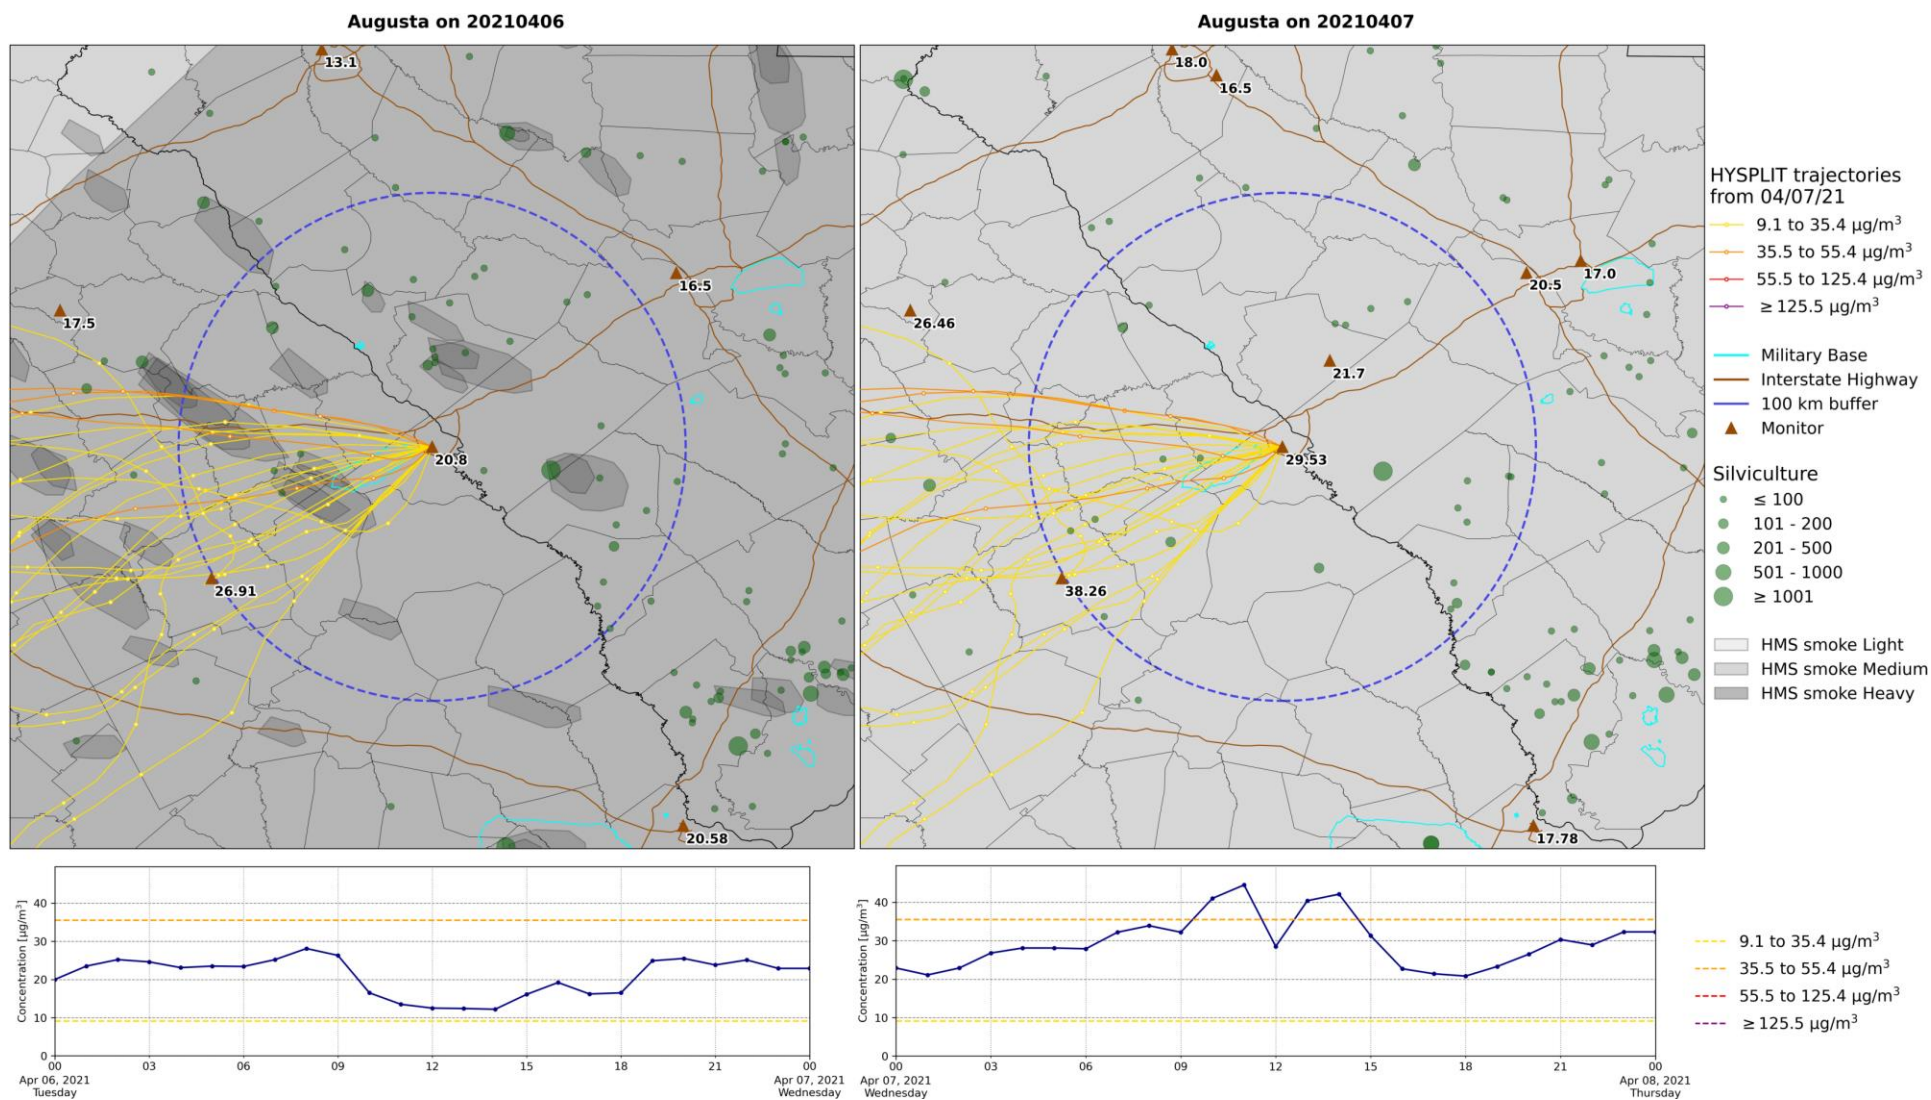 Augusta on 20210406
13.1
17.5
16.5
20.8
26.91
20.58
Augusta on 20210407
18.0
16.5
17.0
20.5
26.46
21.7
29.53
38.26
17.78
HYSPLIT trajectories
from 04/07/21
9.1 to 35.4 µg/m³
35.5 to 55.4 µg/m³
55.5 to 125.4 µg/m³
≥ 125.5 µg/m³
Military Base
Interstate Highway
100 km buffer
Monitor
Silviculture
≤ 100
101 - 200
201 - 500
501 - 1000
≥ 1001
HMS smoke Light
HMS smoke Medium
HMS smoke Heavy
Concentration [µg/m³]
40
30
20
10
0
00 03 06 09 12 15 18 21 00
Apr 06, 2021 Apr 07, 2021
Tuesday Wednesday
Concentration [µg/m³]
40
30
20
10
0
00 03 06 09 12 15 18 21 00
Apr 07, 2021 Apr 08, 2021
Wednesday Thursday
9.1 to 35.4 µg/m³
35.5 to 55.4 µg/m³
55.5 to 125.4 µg/m³
≥ 125.5 µg/m³